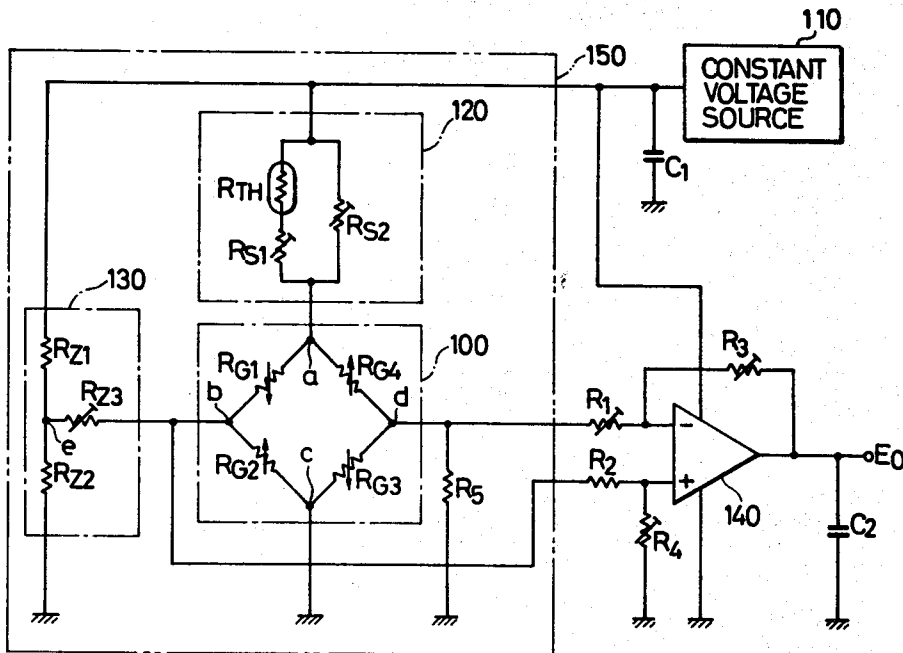 110
150
CONSTANT
VOLTAGE
SOURCE
120
C1
RTH
RS2
RS1
130
100
RZ1
RG1
a
RG4
R3
RZ3
b
d
R1
−
e
RG2
c
RG3
R2
+
E0
RZ2
R5
140
R4
C2